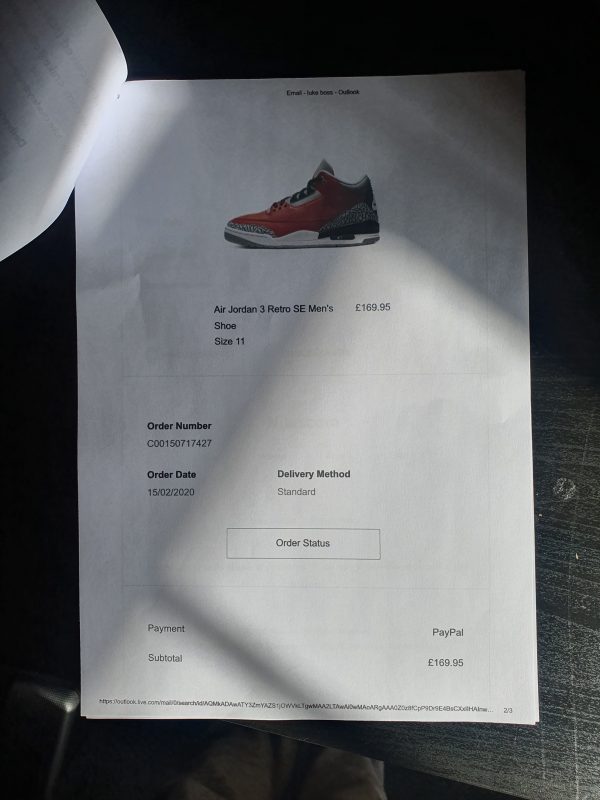 Email - luke boss - Outlook
Air Jordan 3 Retro SE Men's £169.95
Shoe
Size 11
Order Number
C00150717427
Order Date Delivery Method
15/02/2020 Standard
Order Status
Payment PayPal
Subtotal £169.95
2/3